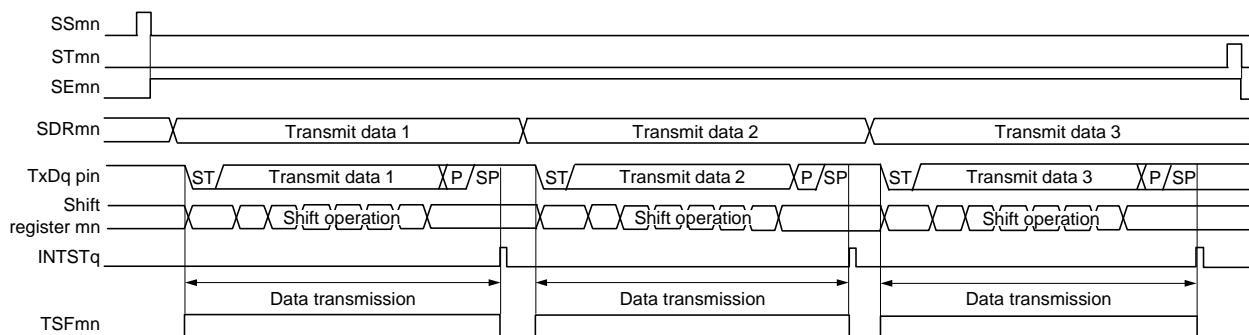 SSmn
STmn
SEmn
SDRmn Transmit data 1 Transmit data 2 Transmit data 3
TxDq pin ST Transmit data 1 P SP ST Transmit data 2 P SP ST Transmit data 3 P SP
Shift
register mn Shift operation Shift operation Shift operation
INTSTq
Data transmission Data transmission Data transmission
TSFmn